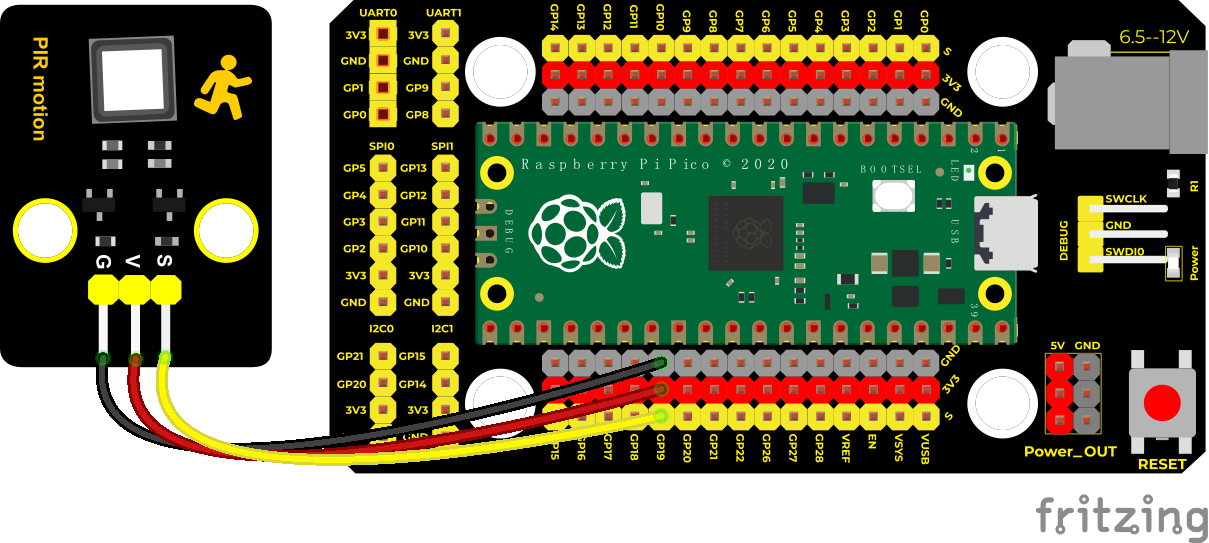 PIR motion
G
V
S
UART0
3V3
GND
GP1
GP0
UART1
3V3
GND
GP9
GP8
SPI0
GP5
GP4
GP3
GP2
3V3
GND
SPI1
GP13
GP12
GP11
GP10
3V3
GND
I2C0
GP21
GP20
3V3
I2C1
GP15
GP14
3V3
GND
GP14
GP13
GP12
GP11
GP10
GP9
GP8
GP7
GP6
GP5
GP4
GP3
GP2
GP1
GP0
S
3V3
GND
6.5--12V
Raspberry Pi Pico © 2020
BOOTSEL
LED
2
1
USB
39
DEBUG
DEBUG
SWCLK
GND
SWDI0
R1
Power
GND
3V3
S
GP15
GP16
GP17
GP18
GP19
GP20
GP21
GP22
GP26
GP27
GP28
VREF
EN
VSYS
VUSB
5V
GND
Power_OUT
RESET
fritzing